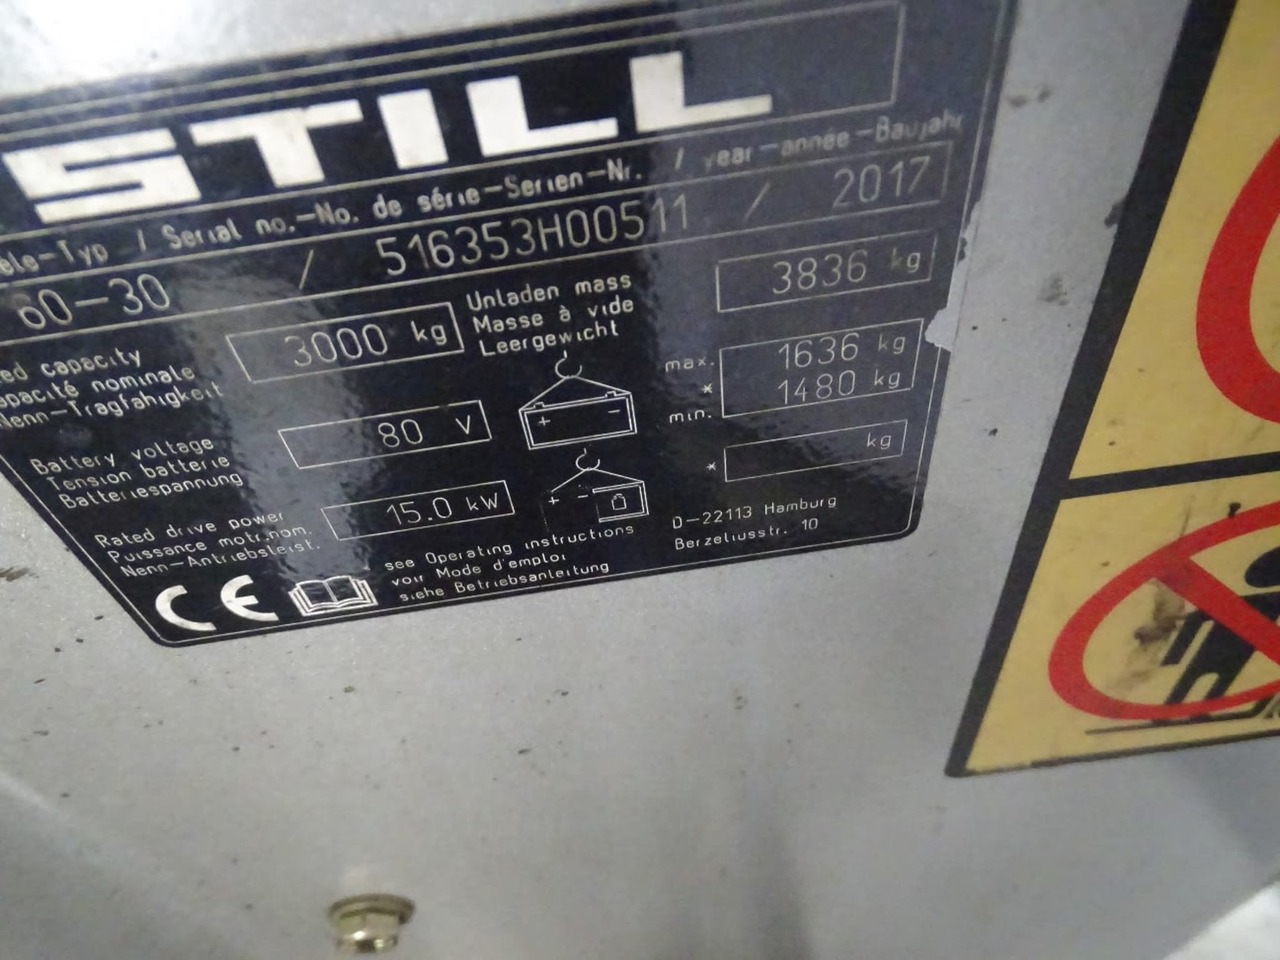 STILL
Typ / Serial no.-No. de série-Serien-Nr. / year-année-Baujahr
60-30 / 516353H00511 / 2017
capacity
nominale
Nenn-Tragfähigkeit
3000 kg
Unladen mass
Masse à vide
Leergewicht
3836 kg
Battery voltage
Tension batterie
Batteriespannung
80 V
+ -
max. 1636 kg
*
min. 1480 kg
Rated drive power
Puissance motr.nom.
Nenn-Antriebsleist.
15.0 kW
+ -
* kg
CE
see Operating instructions
voir Mode d'emploi
siehe Betriebsanleitung
D-22113 Hamburg
Berzeliusstr. 10